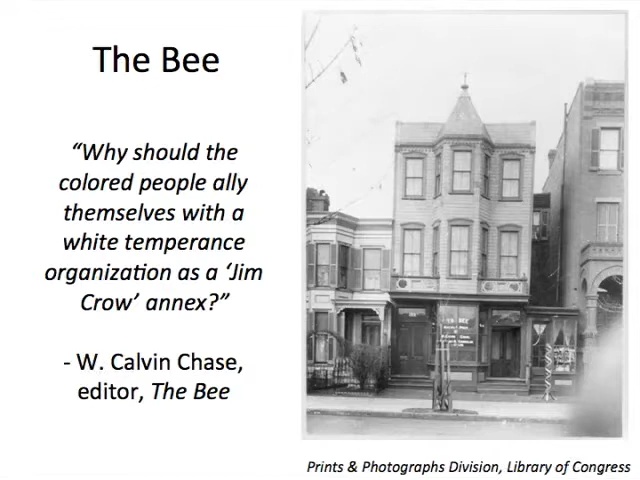 The Bee
“Why should the
colored people ally
themselves with a
white temperance
organization as a ‘Jim
Crow’ annex?”
- W. Calvin Chase,
editor, The Bee
BEE
Prints & Photographs Division, Library of Congress